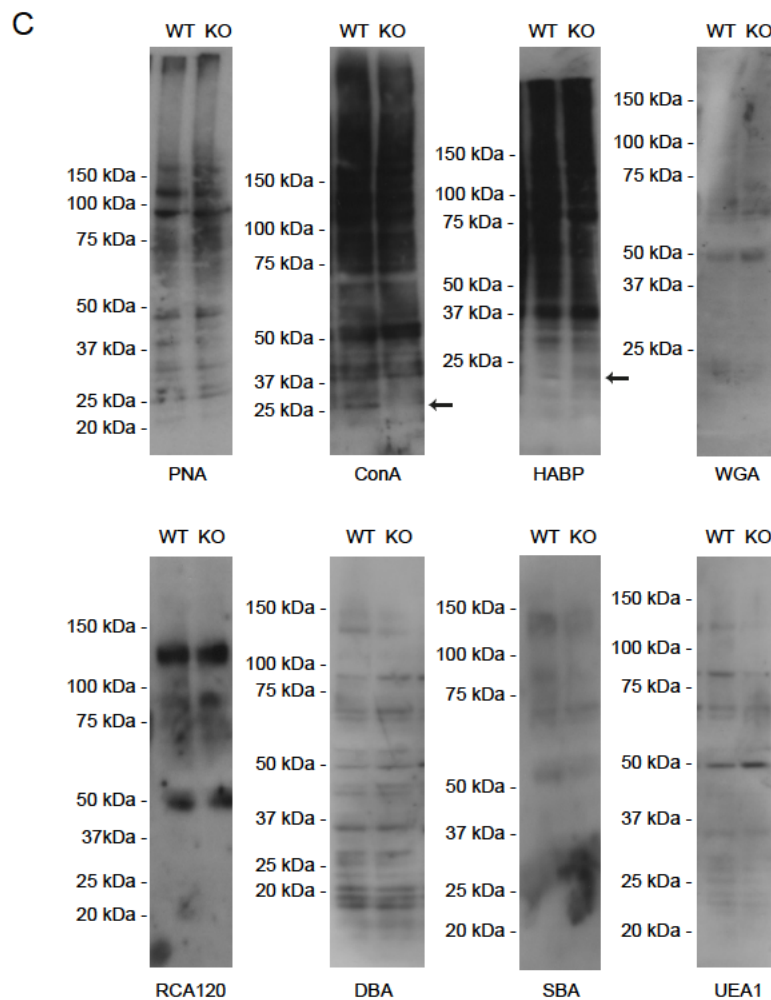 C
WT KO
150 kDa -
100 kDa -
75 kDa -
50 kDa -
37 kDa -
25 kDa -
20 kDa -
PNA
WT KO
150 kDa -
100 kDa -
75 kDa -
50 kDa -
37 kDa -
25 kDa -
ConA
WT KO
150 kDa -
100 kDa -
75 kDa -
50 kDa -
37 kDa -
25 kDa -
HABP
WT KO
150 kDa -
100 kDa -
75 kDa -
50 kDa -
37 kDa -
25 kDa -
WGA
WT KO
150 kDa -
100 kDa -
75 kDa -
50 kDa -
37kDa -
25 kDa -
20 kDa -
RCA120
WT KO
150 kDa -
100 kDa -
75 kDa -
50 kDa -
37 kDa -
25 kDa -
20 kDa -
DBA
WT KO
150 kDa -
100 kDa -
75 kDa -
50 kDa -
37 kDa -
25 kDa -
20 kDa -
SBA
WT KO
150 kDa -
100 kDa -
75 kDa -
50 kDa -
37 kDa -
25 kDa -
20 kDa -
UEA1